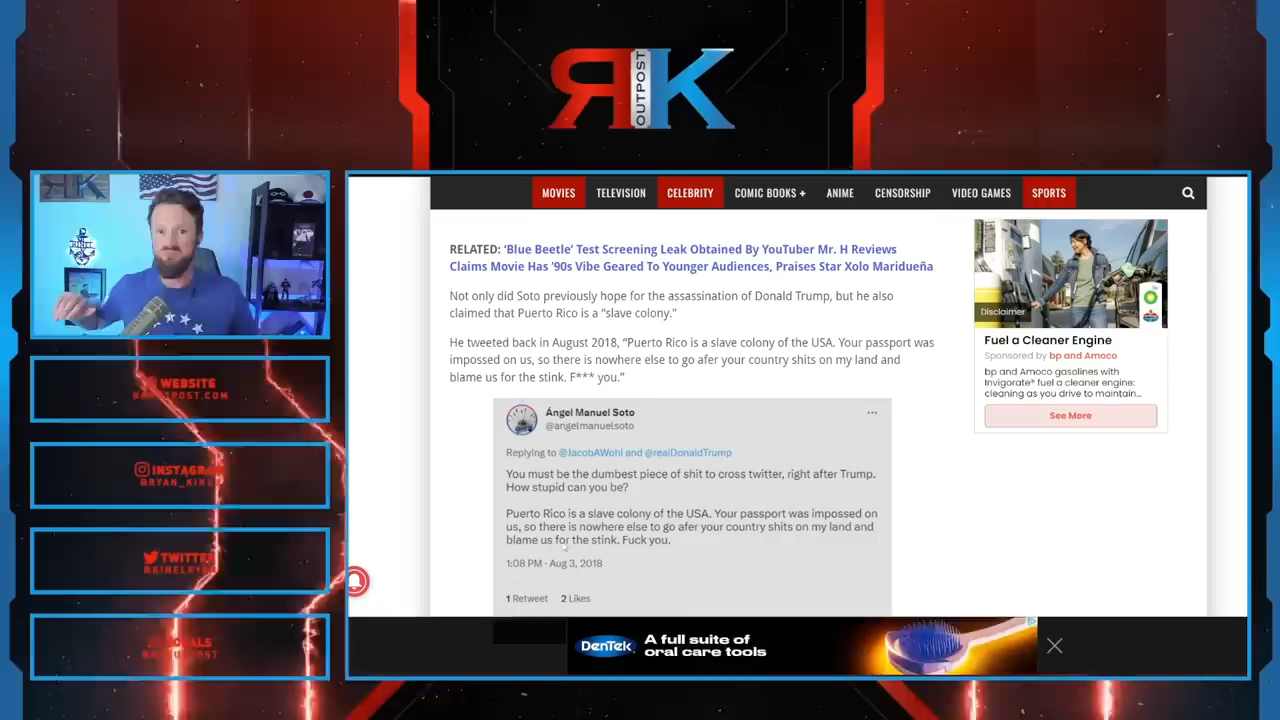 RK
OUTPOST
MOVIES
TELEVISION
CELEBRITY
COMIC BOOKS +
ANIME
CENSORSHIP
VIDEO GAMES
SPORTS
RELATED: ‘Blue Beetle’ Test Screening Leak Obtained By YouTuber Mr. H Reviews
Claims Movie Has ’90s Vibe Geared To Younger Audiences, Praises Star Xolo Maridueña
Not only did Soto previously hope for the assassination of Donald Trump, but he also
claimed that Puerto Rico is a “slave colony.”
He tweeted back in August 2018, “Puerto Rico is a slave colony of the USA. Your passport was
impossed on us, so there is nowhere else to go afer your country shits on my land and
blame us for the stink. F*** you.”
Ángel Manuel Soto
@angelmanuelsoto
Replying to @JacobAWohl and @realDonaldTrump
You must be the dumbest piece of shit to cross twitter, right after Trump.
How stupid can you be?
Puerto Rico is a slave colony of the USA. Your passport was impossed on
us, so there is nowhere else to go afer your country shits on my land and
blame us for the stink. Fuck you.
1:08 PM · Aug 3, 2018
1 Retweet 2 Likes
Disclaimer
bp
Fuel a Cleaner Engine
Sponsored by bp and Amoco
bp and Amoco gasolines with
Invigorate® fuel a cleaner engine:
cleaning as you drive to maintain...
See More
DenTek
A full suite of
oral care tools
WEBSITE
INSTAGRAM
TWITTER